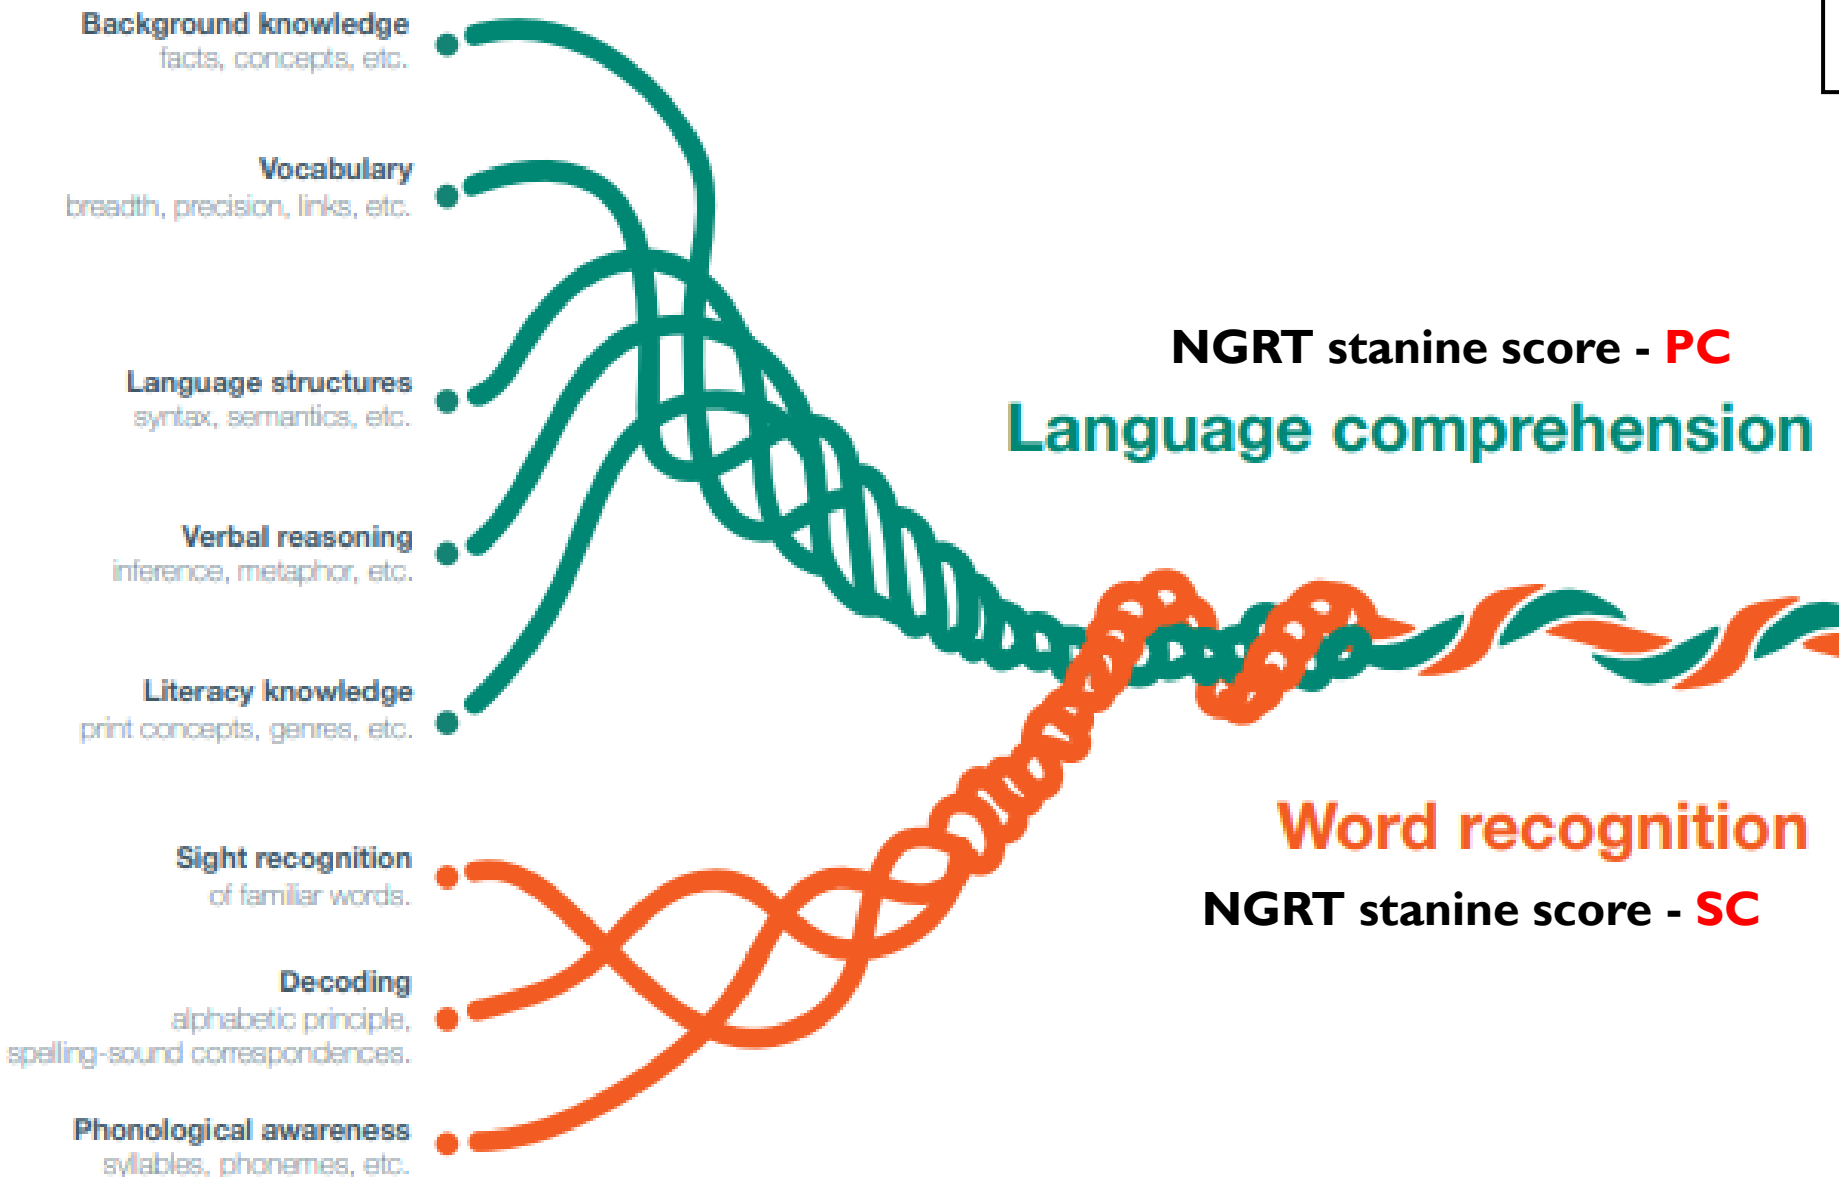 Background knowledge
facts, concepts, etc.
Vocabulary
breadth, precision, links, etc.
Language structures
syntax, semantics, etc.
Verbal reasoning
inference, metaphor, etc.
Literacy knowledge
print concepts, genres, etc.
NGRT stanine score - PC
Language comprehension
Word recognition
NGRT stanine score - SC
Sight recognition
of familiar words.
Decoding
alphabetic principle,
spelling-sound correspondences.
Phonological awareness
syllables, phonemes, etc.